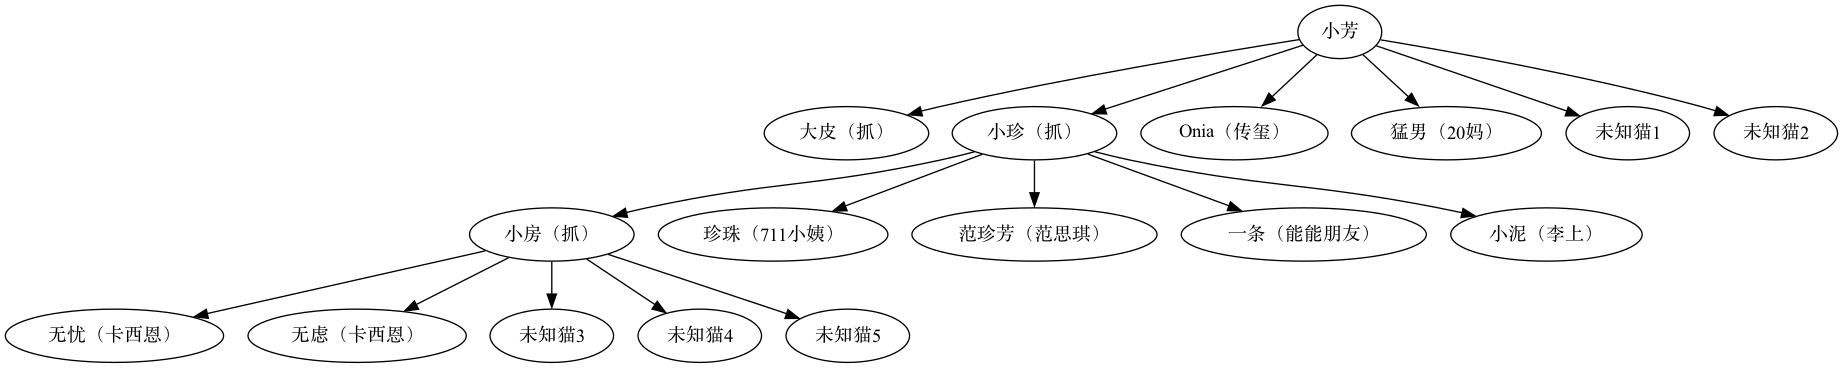 小芳
大皮（抓）
小珍（抓）
Onia（传玺）
猛男（20妈）
未知猫1
未知猫2
小房（抓）
珍珠（711小姨）
范珍芳（范思琪）
一条（能能朋友）
小泥（李上）
无忧（卡西恩）
无虑（卡西恩）
未知猫3
未知猫4
未知猫5